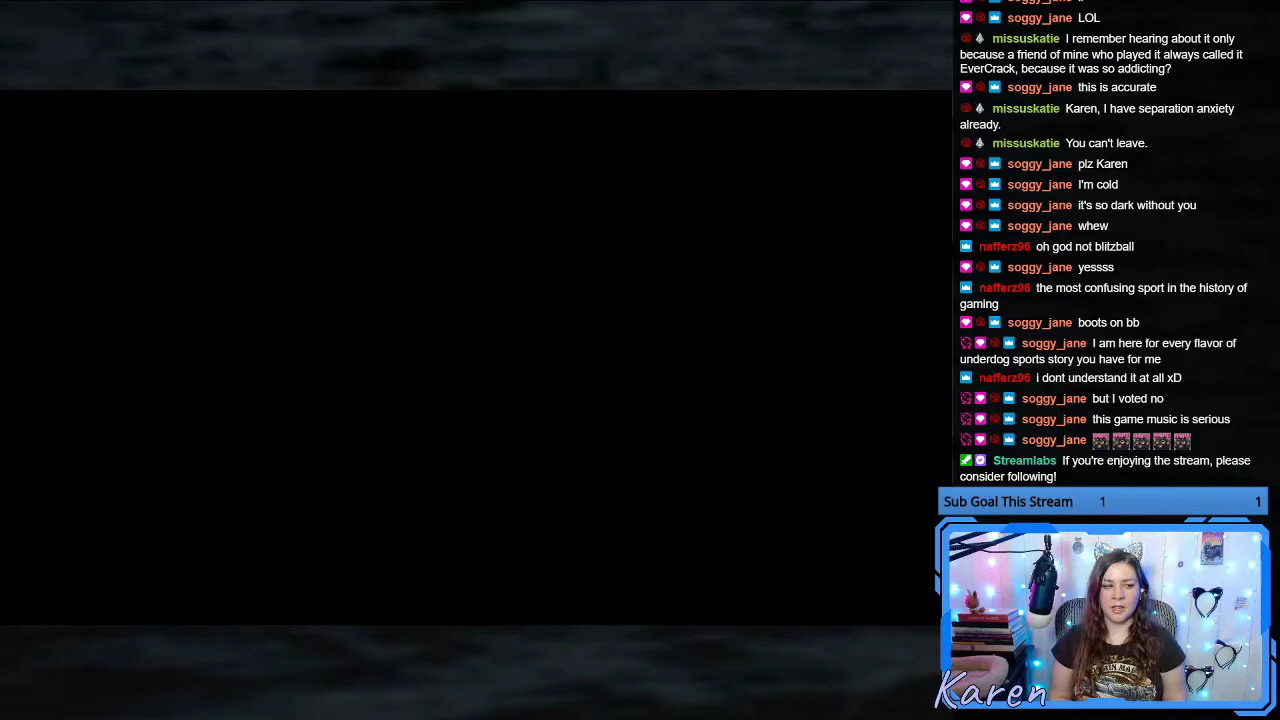 soggy_jane LOL
missuskatie I remember hearing about it only
because a friend of mine who played it always called it
EverCrack, because it was so addicting?
soggy_jane this is accurate
missuskatie Karen, I have separation anxiety
already.
missuskatie You can't leave.
soggy_jane plz Karen
soggy_jane I'm cold
soggy_jane it's so dark without you
soggy_jane whew
nafferz96 oh god not blitzball
soggy_jane yessss
nafferz96 the most confusing sport in the history of
gaming
soggy_jane boots on bb
soggy_jane I am here for every flavor of
underdog sports story you have for me
nafferz96 i dont understand it at all xD
soggy_jane but I voted no
soggy_jane this game music is serious
soggy_jane
Streamlabs If you're enjoying the stream, please
consider following!
Sub Goal This Stream 1 1
Karen